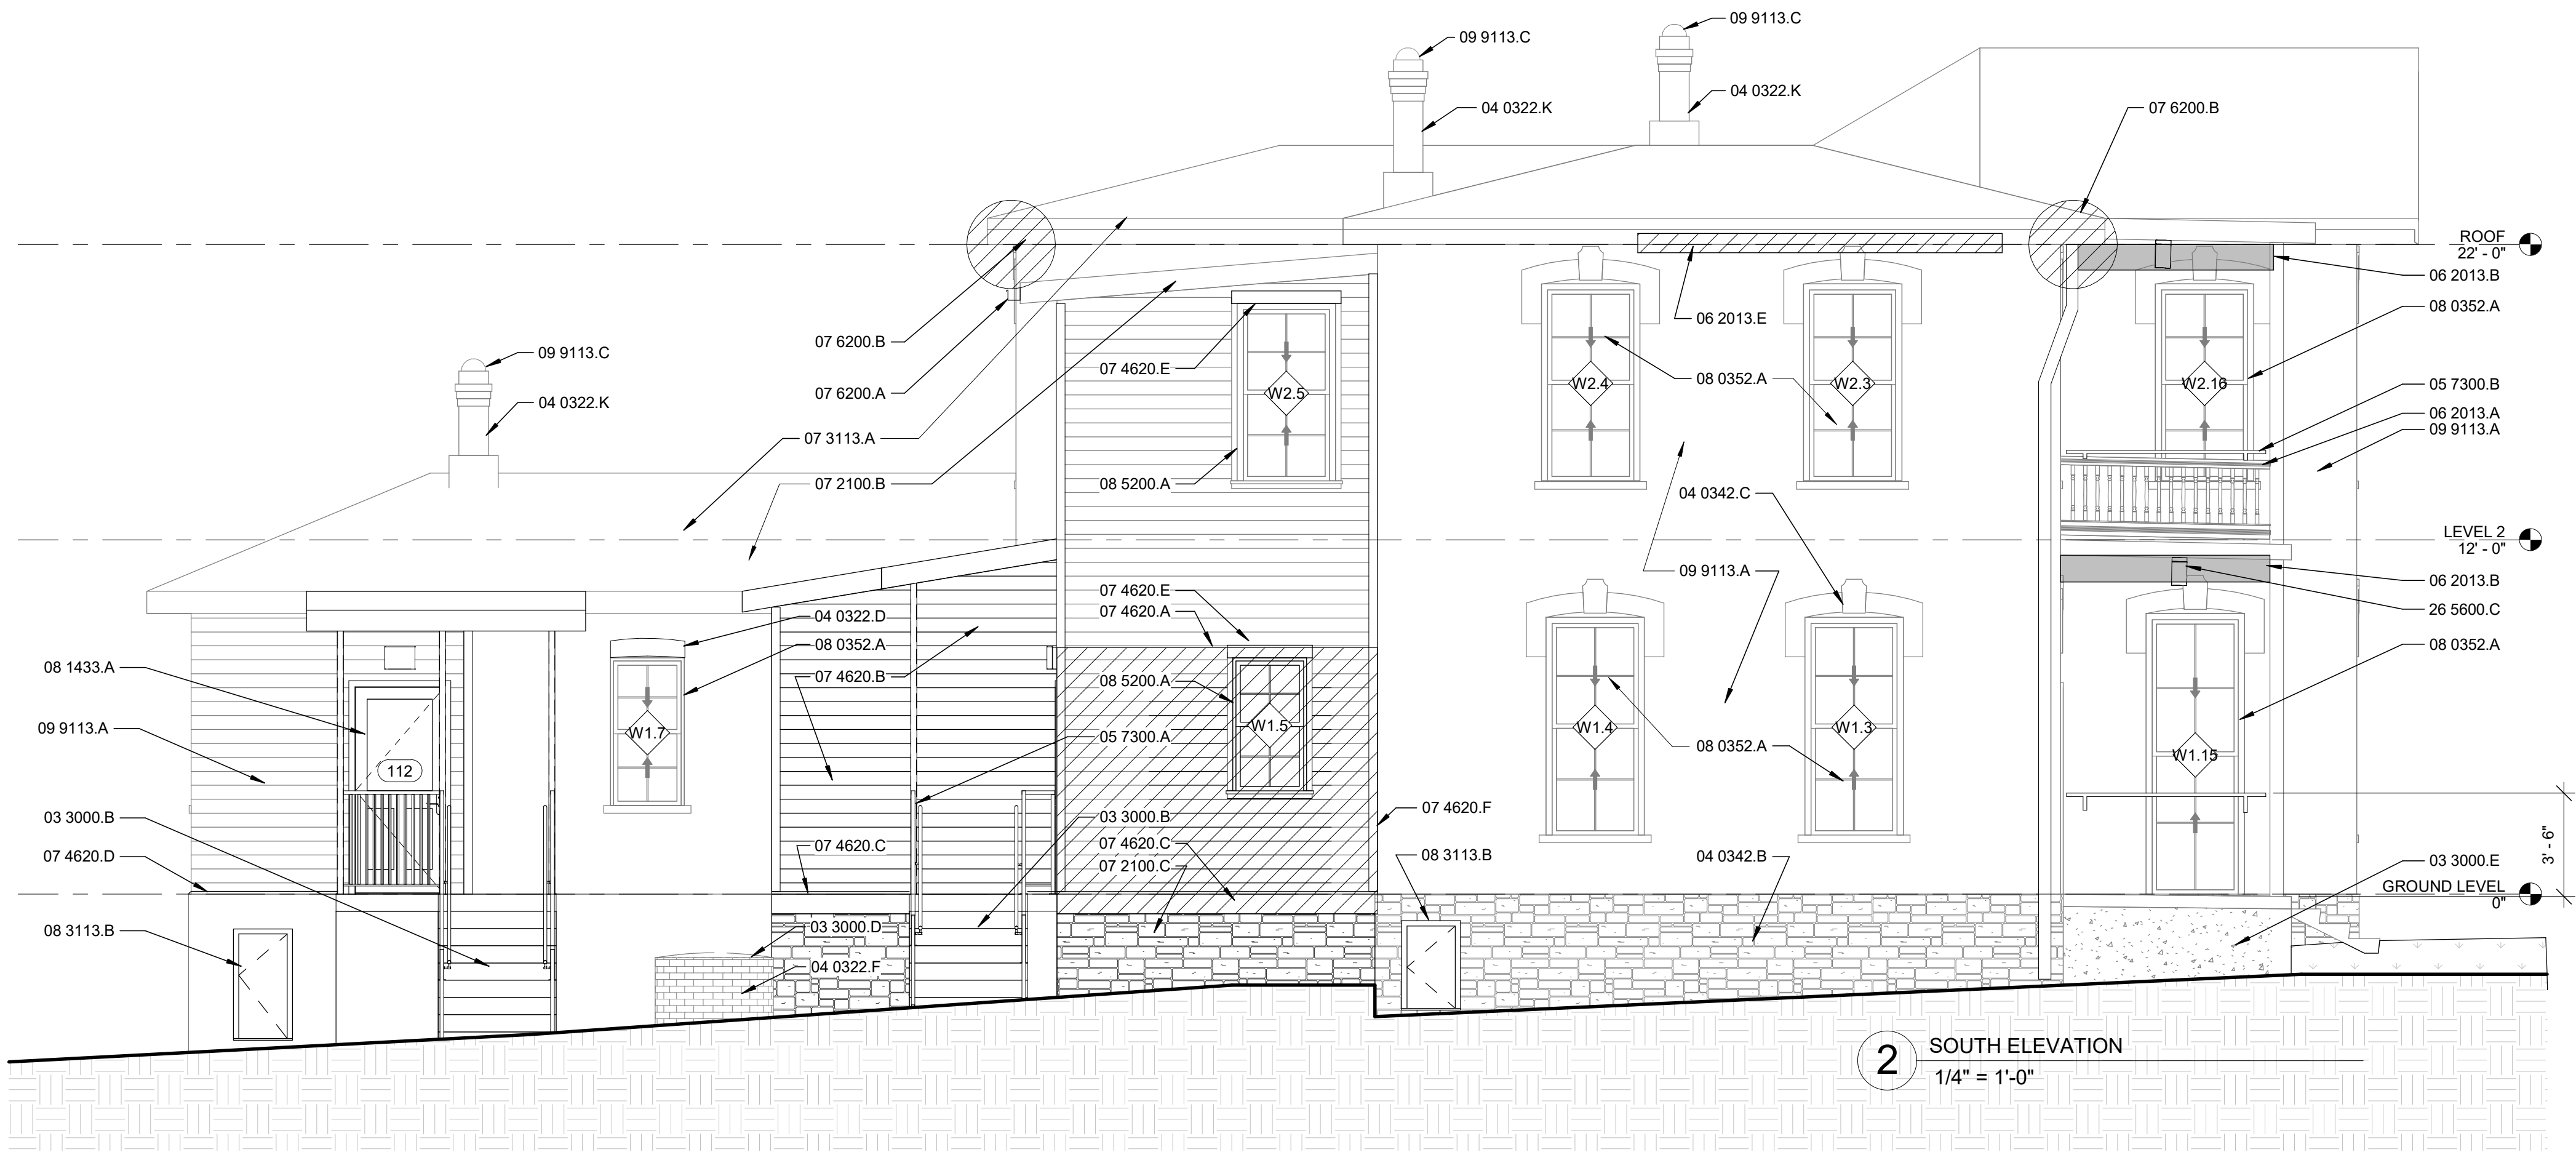 09 9113.C
09 9113.C
04 0322.K
04 0322.K
07 6200.B
ROOF
22' - 0"
06 2013.B
08 0352.A
06 2013.E
07 6200.B
09 9113.C
07 4620.E
08 0352.A
W2.5
W2.4
W2.3
W2.16
05 7300.B
07 6200.A
04 0322.K
06 2013.A
09 9113.A
07 3113.A
07 2100.B
08 5200.A
04 0342.C
LEVEL 2
12' - 0"
09 9113.A
06 2013.B
07 4620.E
07 4620.A
26 5600.C
04 0322.D
08 0352.A
08 0352.A
08 1433.A
07 4620.B
08 5200.A
09 9113.A
W1.7
W1.5
W1.4
W1.3
05 7300.A
08 0352.A
W1.15
112
03 3000.B
03 3000.B
07 4620.F
3' - 6"
07 4620.D
07 4620.C
07 4620.C
07 2100.C
08 3113.B
04 0342.B
03 3000.E
GROUND LEVEL
0"
08 3113.B
03 3000.D
04 0322.F
2
SOUTH ELEVATION
1/4" = 1'-0"